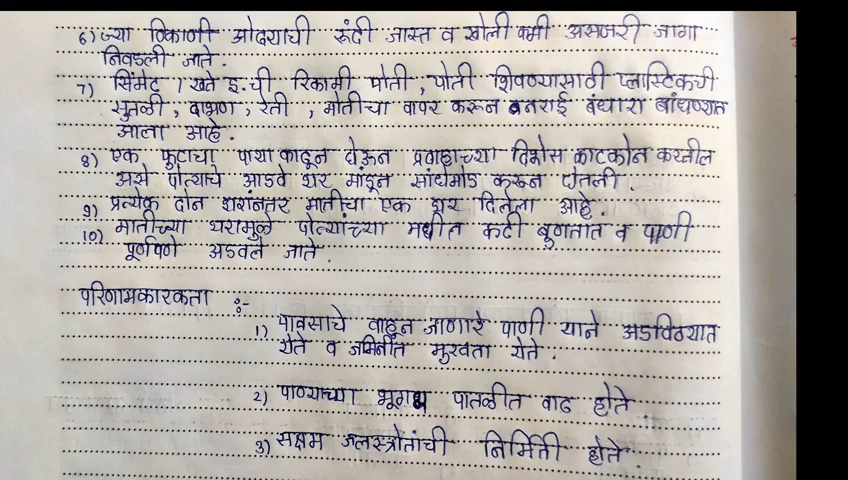 6) ज्या ठिकाणी ओढ्याची रूंदी जास्त व खोली कमी असणारी जागा
निवडली जाते.
7) सिंमेट / खते इ. ची रिकामी पोती, पोती शिवण्यासाठी प्लास्टिकची
सुतळी, दाभण, रेती, मातीचा वापर करून वनराई बंधारा बांधण्यात
आला आहे.
8) एक फुटाचा पाया काढून घेऊन प्रवाहाच्या दिशेस काटकोन करतील
असे पोत्याचे आडवे थर मांडून सांधेमोड करून घेतली.
9) प्रत्येक दोन थरांनंतर मातीचा एक थर दिलेला आहे.
10) मातीच्या थरामुळे पोत्यांच्या मधील फटी बुजतात व पाणी
पूर्णपणे अडवले जाते.
परिणामकारकता :-
1) पावसाचे वाहून जाणारे पाणी याने अडविण्यात
येते व जमिनीत मुरवता येते.
2) पाण्याच्या भूगर्भ पातळीत वाढ होते
3) सक्षम जलस्त्रोतांची निर्मिती होते